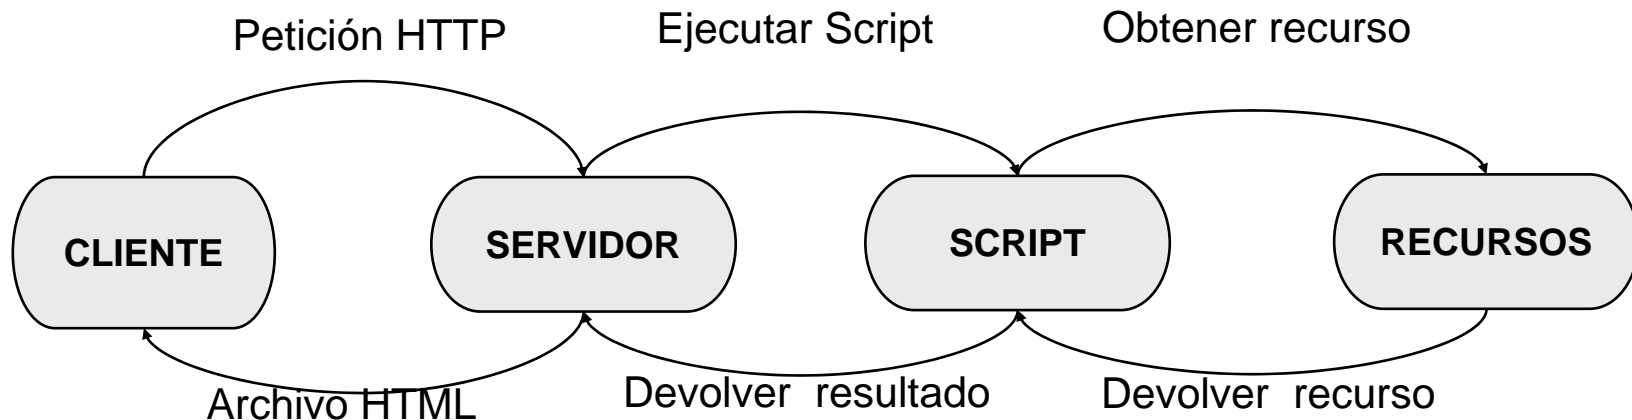 Petición HTTP
Ejecutar Script
Obtener recurso
CLIENTE
SERVIDOR
SCRIPT
RECURSOS
Archivo HTML
Devolver resultado
Devolver recurso